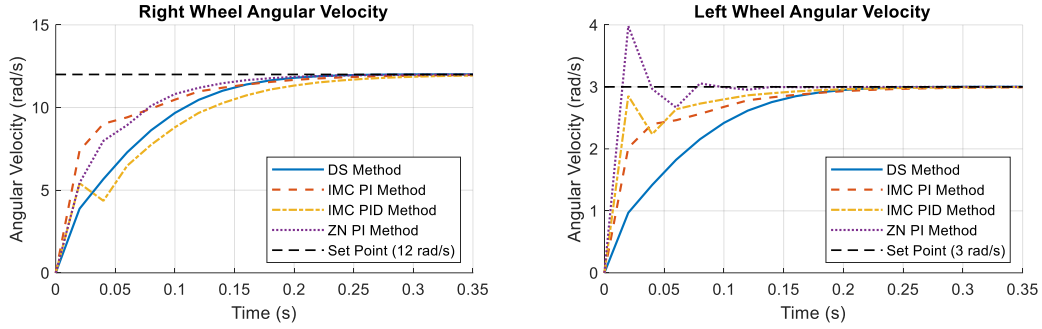 Right Wheel Angular Velocity
Angular Velocity (rad/s)
15
10
5
0
DS Method
IMC PI Method
IMC PID Method
ZN PI Method
Set Point (12 rad/s)
0 0.05 0.1 0.15 0.2 0.25 0.3 0.35
Time (s)
Left Wheel Angular Velocity
Angular Velocity (rad/s)
4
3
2
1
0
DS Method
IMC PI Method
IMC PID Method
ZN PI Method
Set Point (3 rad/s)
0 0.05 0.1 0.15 0.2 0.25 0.3 0.35
Time (s)